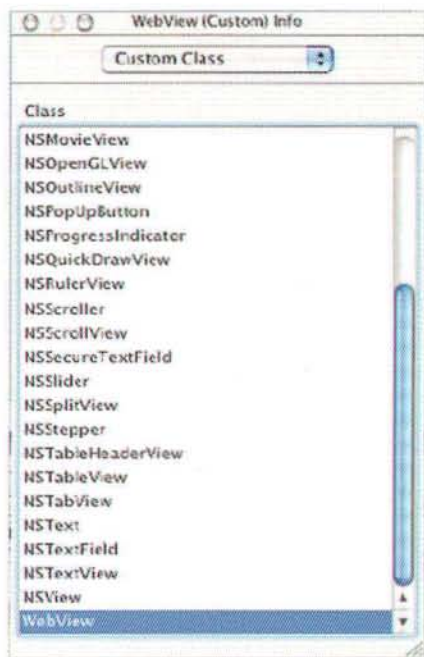 WebView (Custom) Info
Custom Class
Class
NSMovieView
NSOpenGLView
NSOutlineView
NSPopUpButton
NSProgressIndicator
NSQuickDrawView
NSRulerView
NSScroller
NSScrollView
NSSecureTextField
NSSlider
NSSplitView
NSStepper
NSTableHeaderView
NSTableView
NSTabView
NSText
NSTextField
NSTextView
NSView
WebView